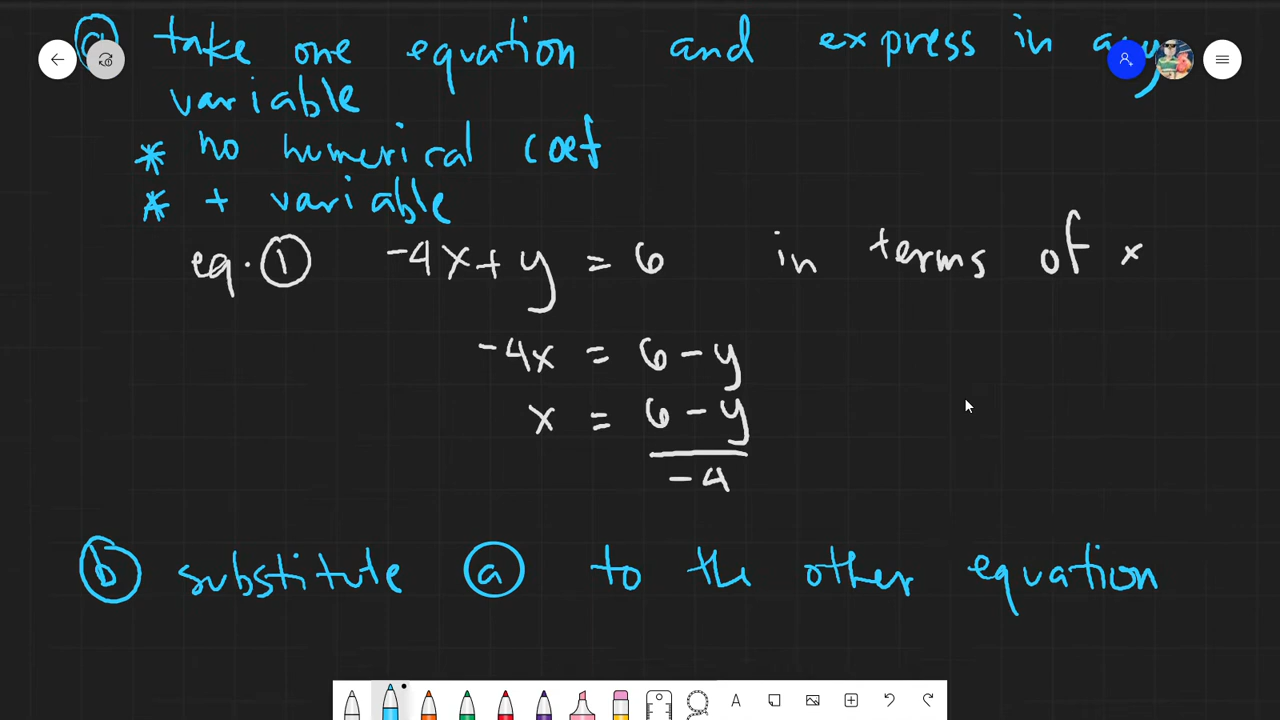 ⓐ take one equation and express in any
variable
* no numerical coef
* + variable
eq. ① -4x + y = 6 in terms of x
-4x = 6 - y
x = 6 - y
-4
ⓑ substitute ⓐ to the other equation
A